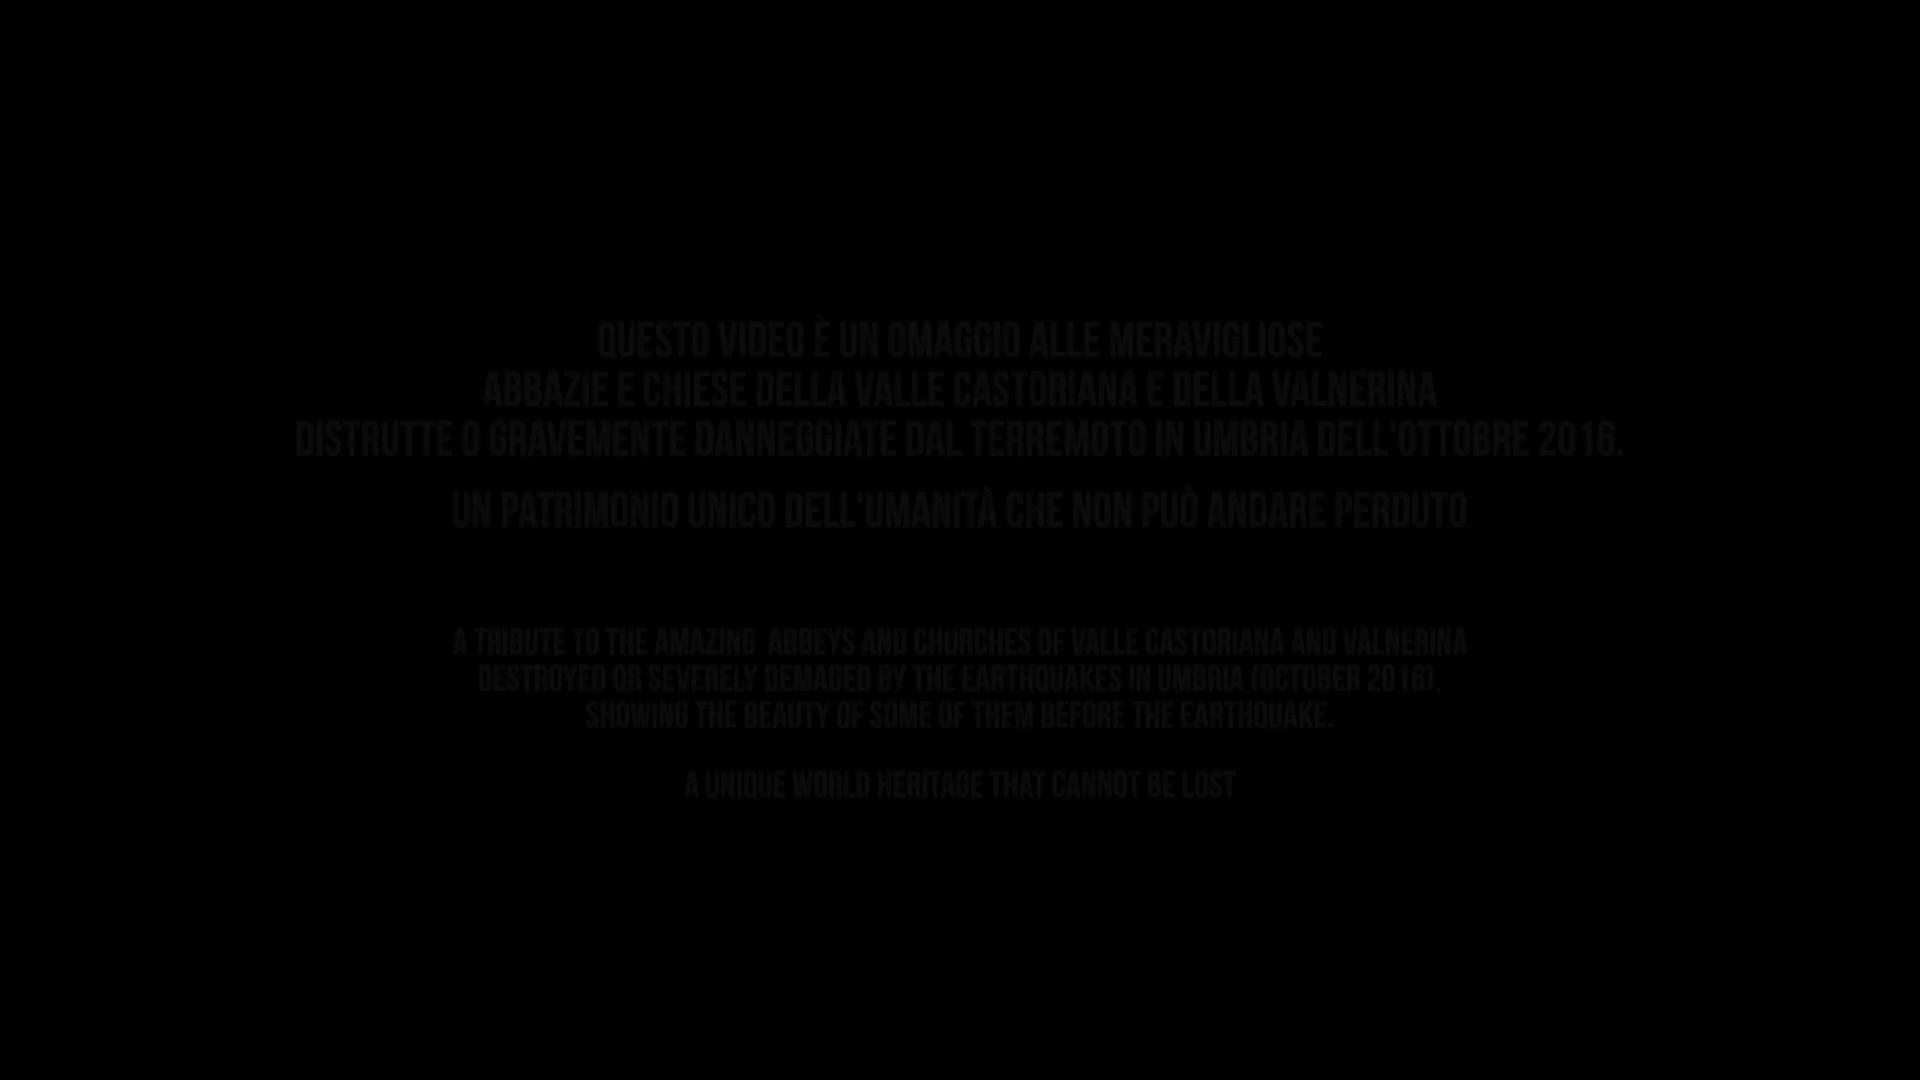 QUESTO VIDEO È UN OMAGGIO ALLE MERAVIGLIOSE
ABBAZIE E CHIESE DELLA VALLE CASTORIANA E DELLA VALNERINA
DISTRUTTE O GRAVEMENTE DANNEGGIATE DAL TERREMOTO IN UMBRIA DELL'OTTOBRE 2016.
UN PATRIMONIO UNICO DELL'UMANITÀ CHE NON PUÒ ANDARE PERDUTO
A TRIBUTE TO THE AMAZING ABBEYS AND CHURCHES OF VALLE CASTORIANA AND VALNERINA
DESTROYED OR SEVERELY DEMAGED BY THE EARTHQUAKES IN UMBRIA (OCTOBER 2016).
SHOWING THE BEAUTY OF SOME OF THEM BEFORE THE EARTHQUAKE.
A UNIQUE WORLD HERITAGE THAT CANNOT BE LOST